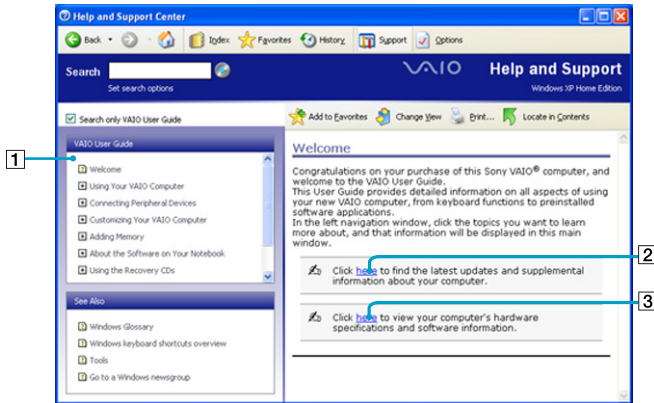 Help and Support Center
Back
Index
Favorites
History
Support
Options
Search
Set search options
VAIO
Help and Support
Windows XP Home Edition
Search only VAIO User Guide
Add to Favorites
Change View
Print...
Locate in Contents
1
VAIO User Guide
Welcome
Using Your VAIO Computer
Connecting Peripheral Devices
Customizing Your VAIO Computer
Adding Memory
About the Software on Your Notebook
Using the Recovery CDs
See Also
Windows Glossary
Windows keyboard shortcuts overview
Tools
Go to a Windows newsgroup
Welcome
Congratulations on your purchase of this Sony VAIO® computer, and
welcome to the VAIO User Guide.
This User Guide provides detailed information on all aspects of using
your new VAIO computer, from keyboard functions to preinstalled
software applications.
In the left navigation window, click the topics you want to learn
more about, and that information will be displayed in this main
window.
2
Click here to find the latest updates and supplemental
information about your computer.
3
Click here to view your computer's hardware
specifications and software information.